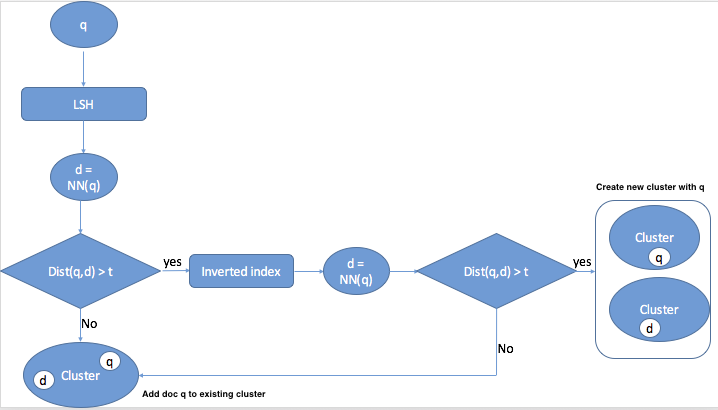 q
LSH
d =
NN(q)
Create new cluster with q
Dist(q,d) > t
yes
Inverted index
d =
NN(q)
Dist(q,d) > t
yes
Cluster
q
Cluster
d
No
No
q
d
Cluster
Add doc q to existing cluster